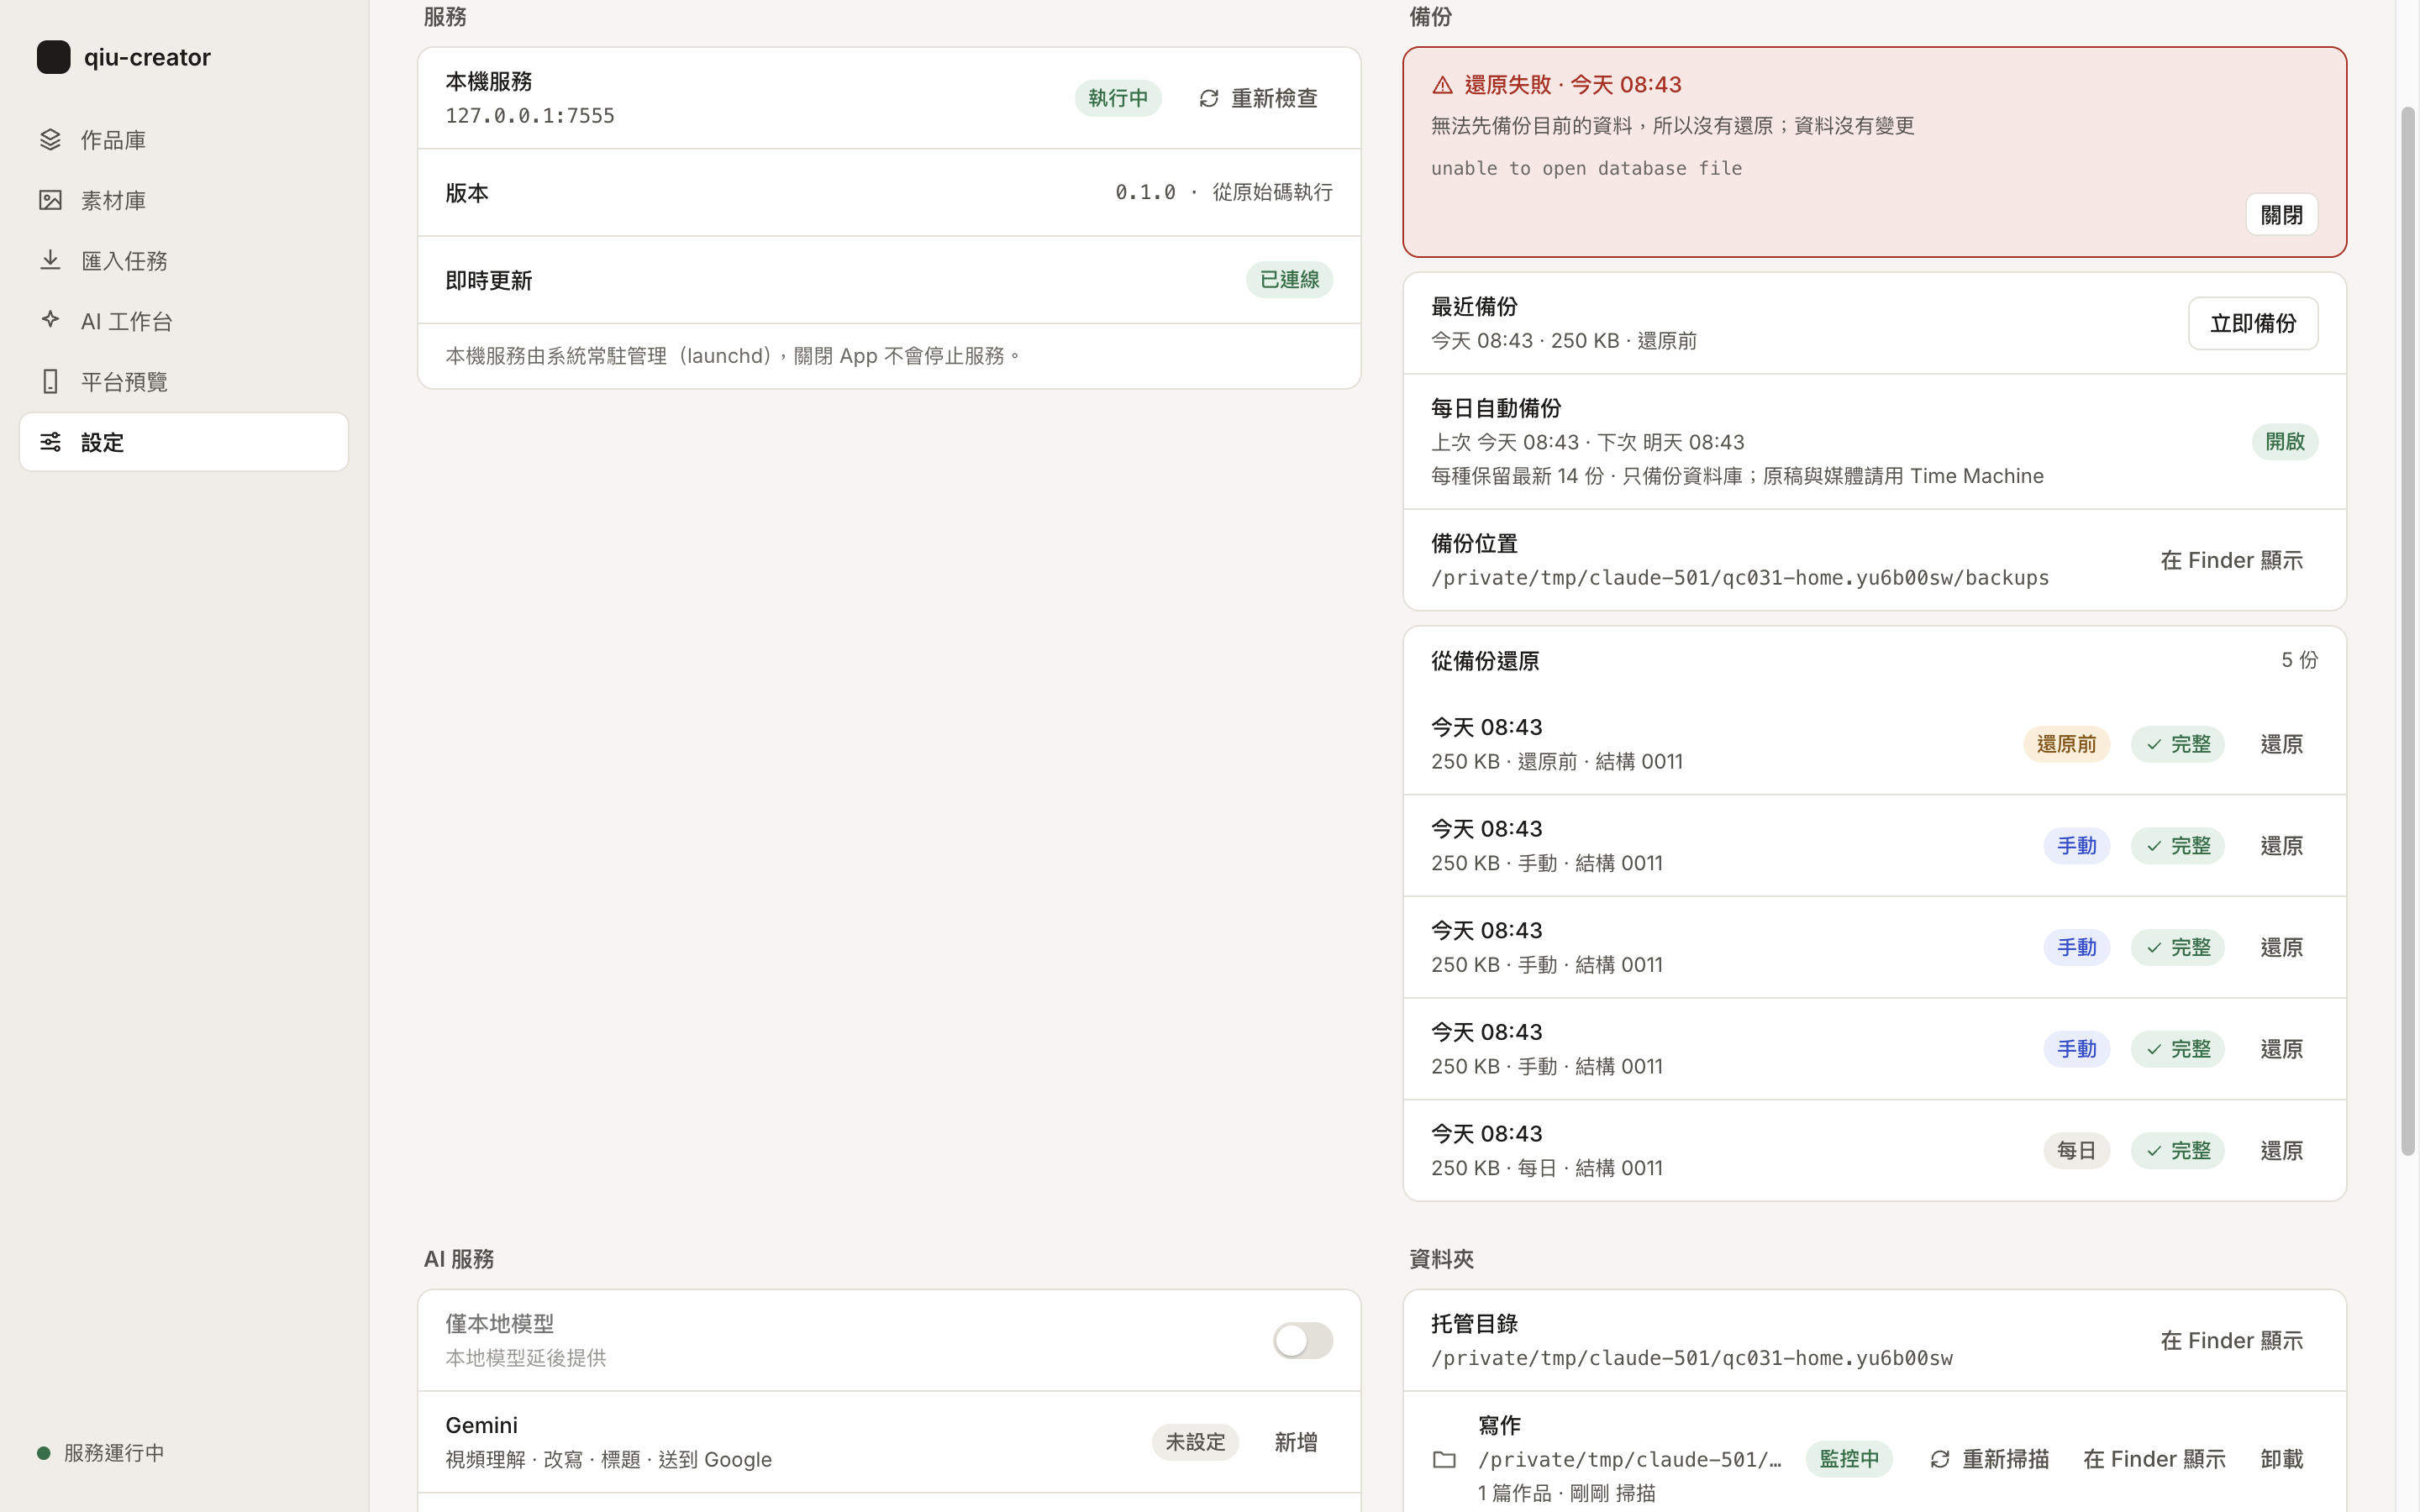 qiu-creator
作品庫
素材庫
匯入任務
AI 工作台
平台預覽
設定
服務運行中
服務
本機服務
127.0.0.1:7555
執行中
重新檢查
版本
0.1.0 · 從原始碼執行
即時更新
已連線
本機服務由系統常駐管理（launchd），關閉 App 不會停止服務。
備份
還原失敗 · 今天 08:43
無法先備份目前的資料，所以沒有還原；資料沒有變更
unable to open database file
關閉
最近備份
今天 08:43 · 250 KB · 還原前
立即備份
每日自動備份
上次 今天 08:43 · 下次 明天 08:43
每種保留最新 14 份 · 只備份資料庫；原稿與媒體請用 Time Machine
開啟
備份位置
/private/tmp/claude-501/qc031-home.yu6b00sw/backups
在 Finder 顯示
從備份還原
5 份
今天 08:43
250 KB · 還原前 · 結構 0011
還原前
完整
還原
今天 08:43
250 KB · 手動 · 結構 0011
手動
完整
還原
今天 08:43
250 KB · 手動 · 結構 0011
手動
完整
還原
今天 08:43
250 KB · 手動 · 結構 0011
手動
完整
還原
今天 08:43
250 KB · 每日 · 結構 0011
每日
完整
還原
AI 服務
僅本地模型
本地模型延後提供
Gemini
視頻理解 · 改寫 · 標題 · 送到 Google
未設定
新增
資料夾
托管目錄
/private/tmp/claude-501/qc031-home.yu6b00sw
在 Finder 顯示
寫作
/private/tmp/claude-501/…
1 篇作品 · 剛剛 掃描
監控中
重新掃描
在 Finder 顯示
卸載